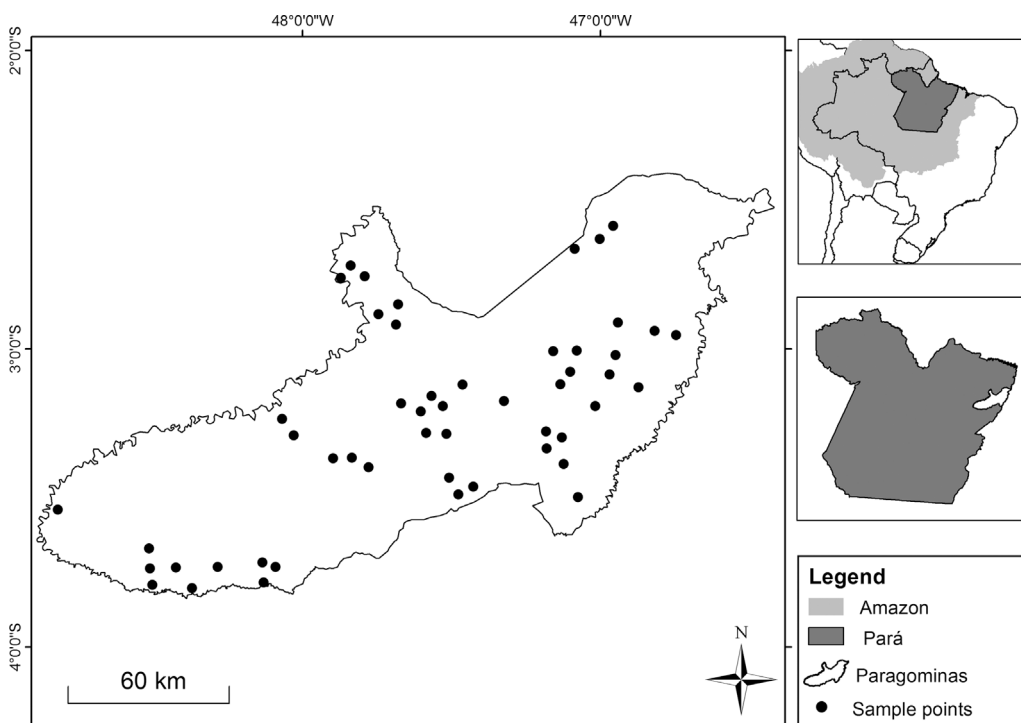 48°0'0"W
47°0'0"W
2°0'0"S
3°0'0"S
4°0'0"S
60 km
N
Legend
Amazon
Pará
Paragominas
Sample points